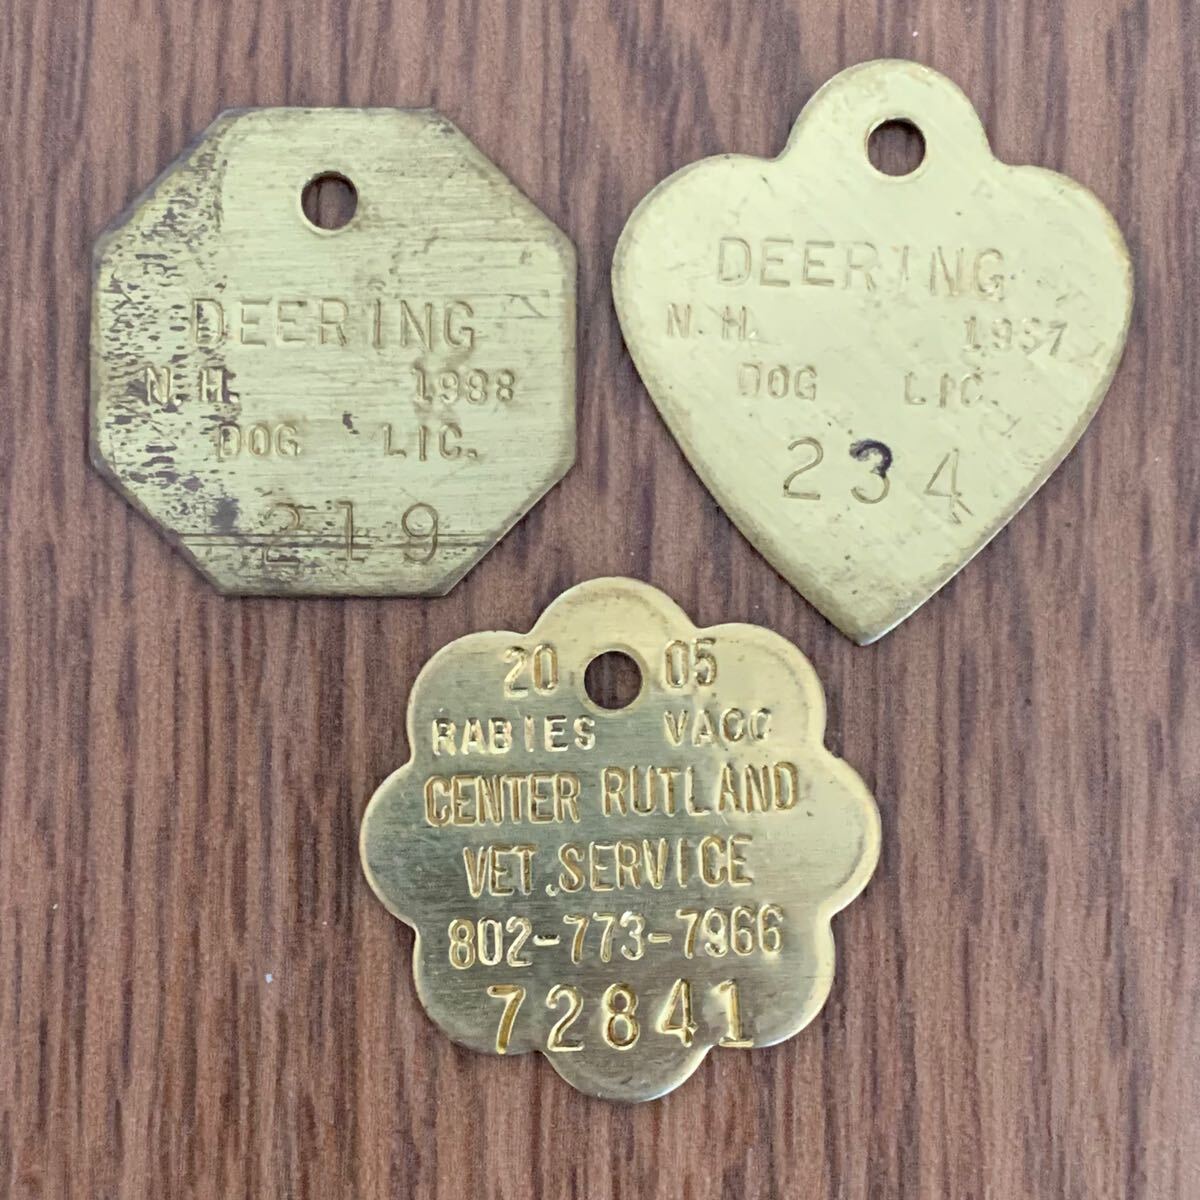 DEERING
N.H. 1988
DOG LIC.
219
DEERING
N.H. 1987
DOG LIC.
234
20 05
RABIES VACC
CENTER RUTLAND
VET. SERVICE
802-773-7966
72841